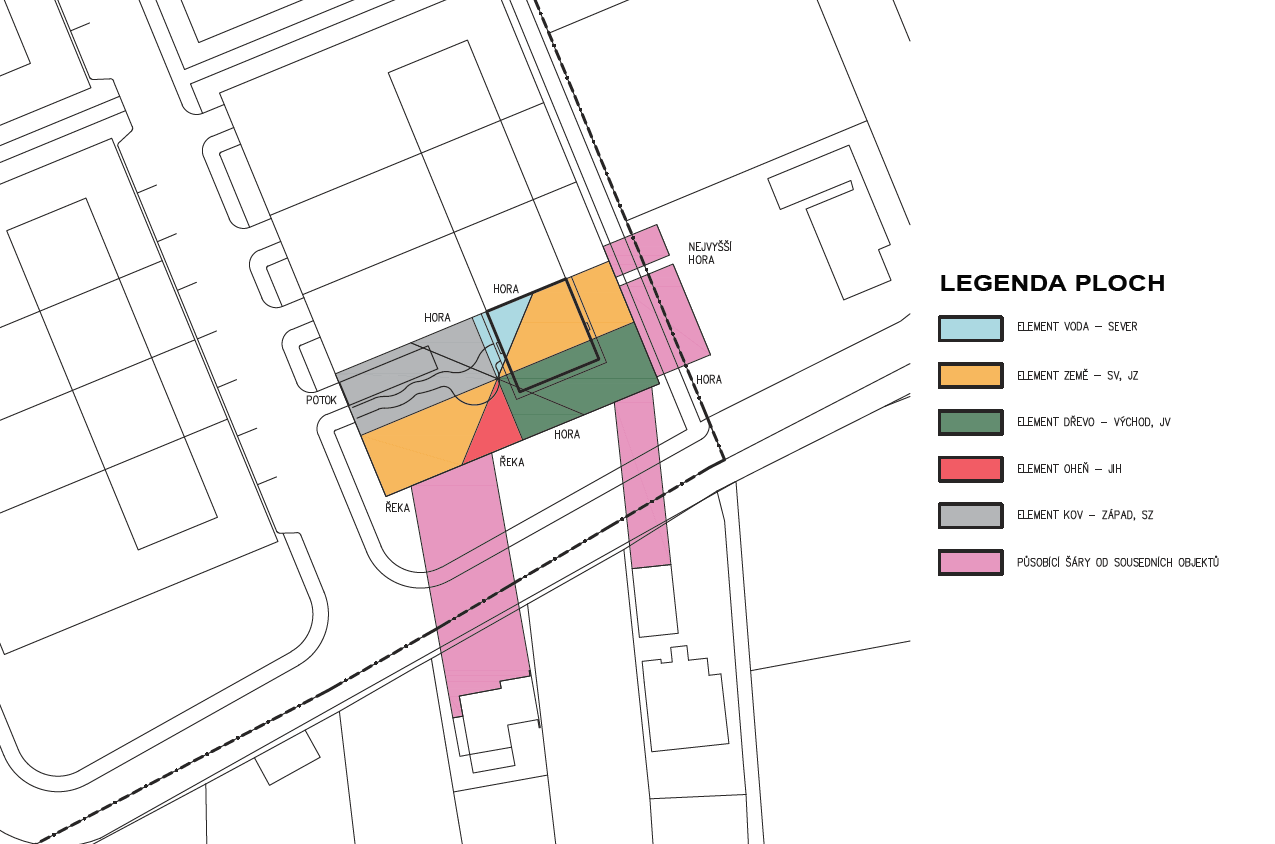 NEJVYŠŠÍ
HORA
HORA
HORA
POTOK
HORA
HORA
ŘEKA
ŘEKA
LEGENDA PLOCH
ELEMENT VODA – SEVER
ELEMENT ZEMĚ – SV, JZ
ELEMENT DŘEVO – VÝCHOD, JV
ELEMENT OHEŇ – JIH
ELEMENT KOV – ZÁPAD, SZ
PŮSOBÍCÍ ŠÁRY OD SOUSEDNÍCH OBJEKTŮ